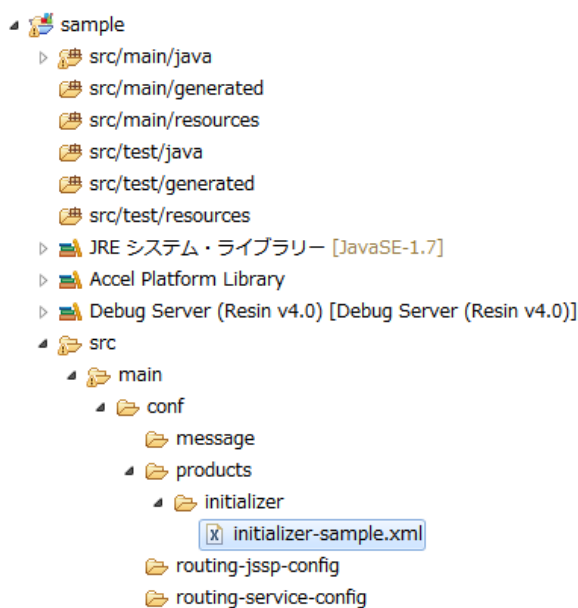 sample
src/main/java
src/main/generated
src/main/resources
src/test/java
src/test/generated
src/test/resources
JRE システム・ライブラリー [JavaSE-1.7]
Accel Platform Library
Debug Server (Resin v4.0) [Debug Server (Resin v4.0)]
src
main
conf
message
products
initializer
initializer-sample.xml
routing-jssp-config
routing-service-config